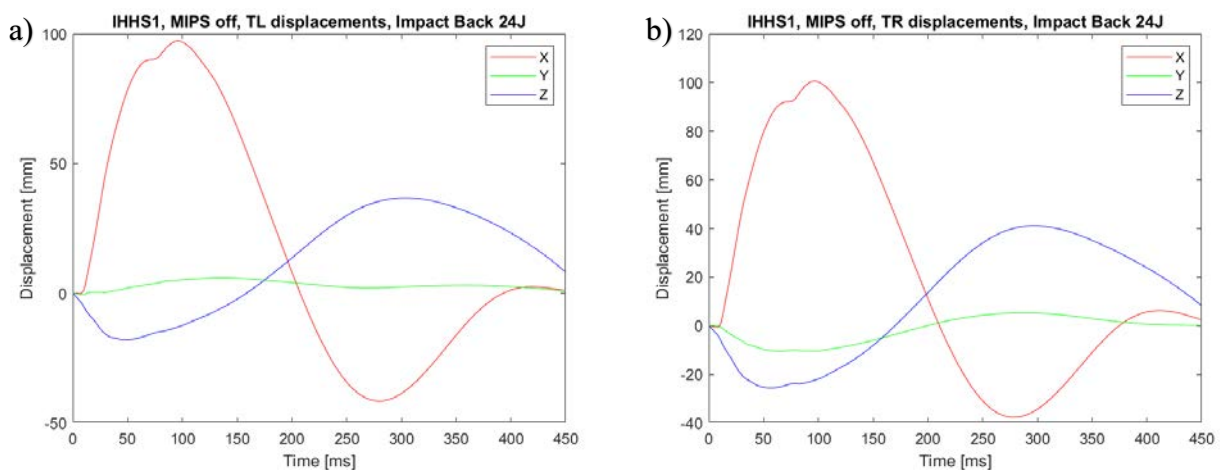 a)
IHHS1, MIPS off, TL displacements, Impact Back 24J
100
50
0
-50
Displacement [mm]
X
Y
Z
0 50 100 150 200 250 300 350 400 450
Time [ms]
b)
IHHS1, MIPS off, TR displacements, Impact Back 24J
120
100
80
60
40
20
0
-20
-40
Displacement [mm]
X
Y
Z
0 50 100 150 200 250 300 350 400 450
Time [ms]